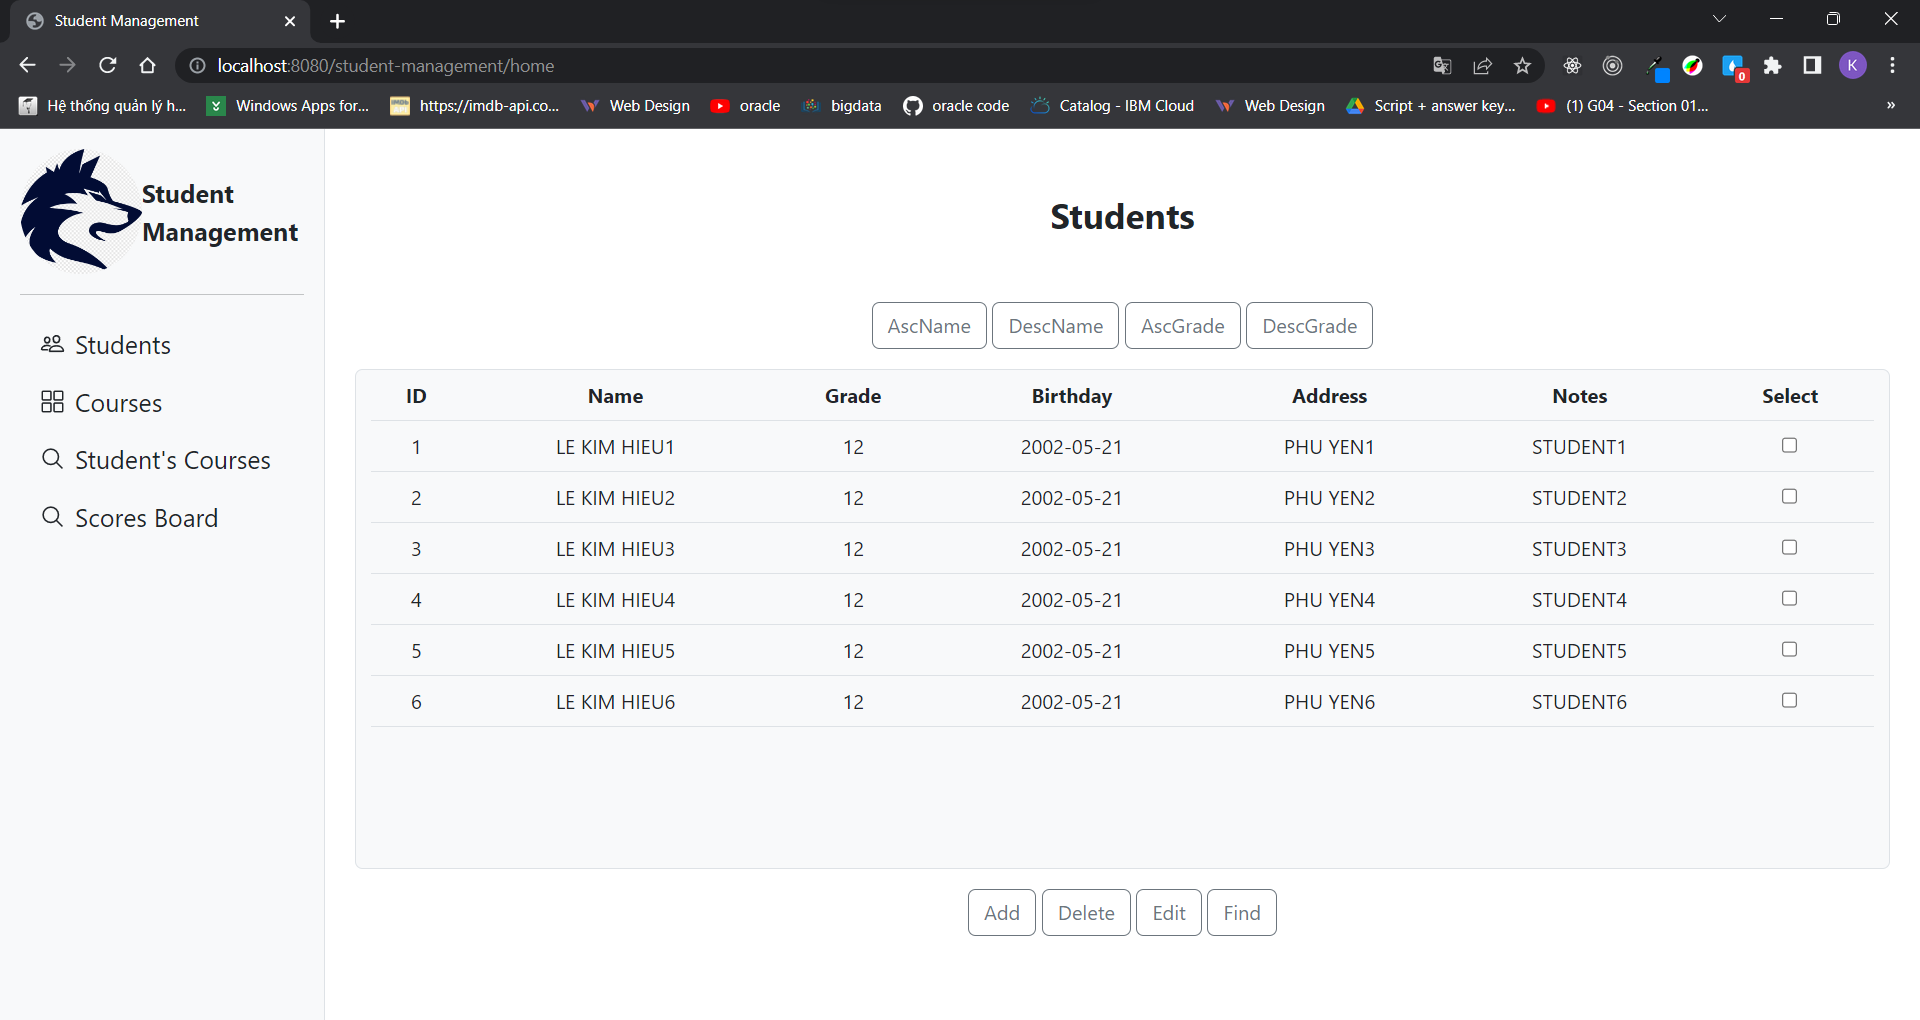 Student Management
localhost:8080/student-management/home
0
K
Hệ thống quản lý h...
Windows Apps for...
https://imdb-api.co...
Web Design
oracle
bigdata
oracle code
Catalog - IBM Cloud
Web Design
Script + answer key...
(1) G04 - Section 01...
»
Student
Management
Students
Courses
Student's Courses
Scores Board
Students
AscName DescName AscGrade DescGrade
ID Name Grade Birthday Address Notes Select
1 LE KIM HIEU1 12 2002-05-21 PHU YEN1 STUDENT1
2 LE KIM HIEU2 12 2002-05-21 PHU YEN2 STUDENT2
3 LE KIM HIEU3 12 2002-05-21 PHU YEN3 STUDENT3
4 LE KIM HIEU4 12 2002-05-21 PHU YEN4 STUDENT4
5 LE KIM HIEU5 12 2002-05-21 PHU YEN5 STUDENT5
6 LE KIM HIEU6 12 2002-05-21 PHU YEN6 STUDENT6
Add Delete Edit Find